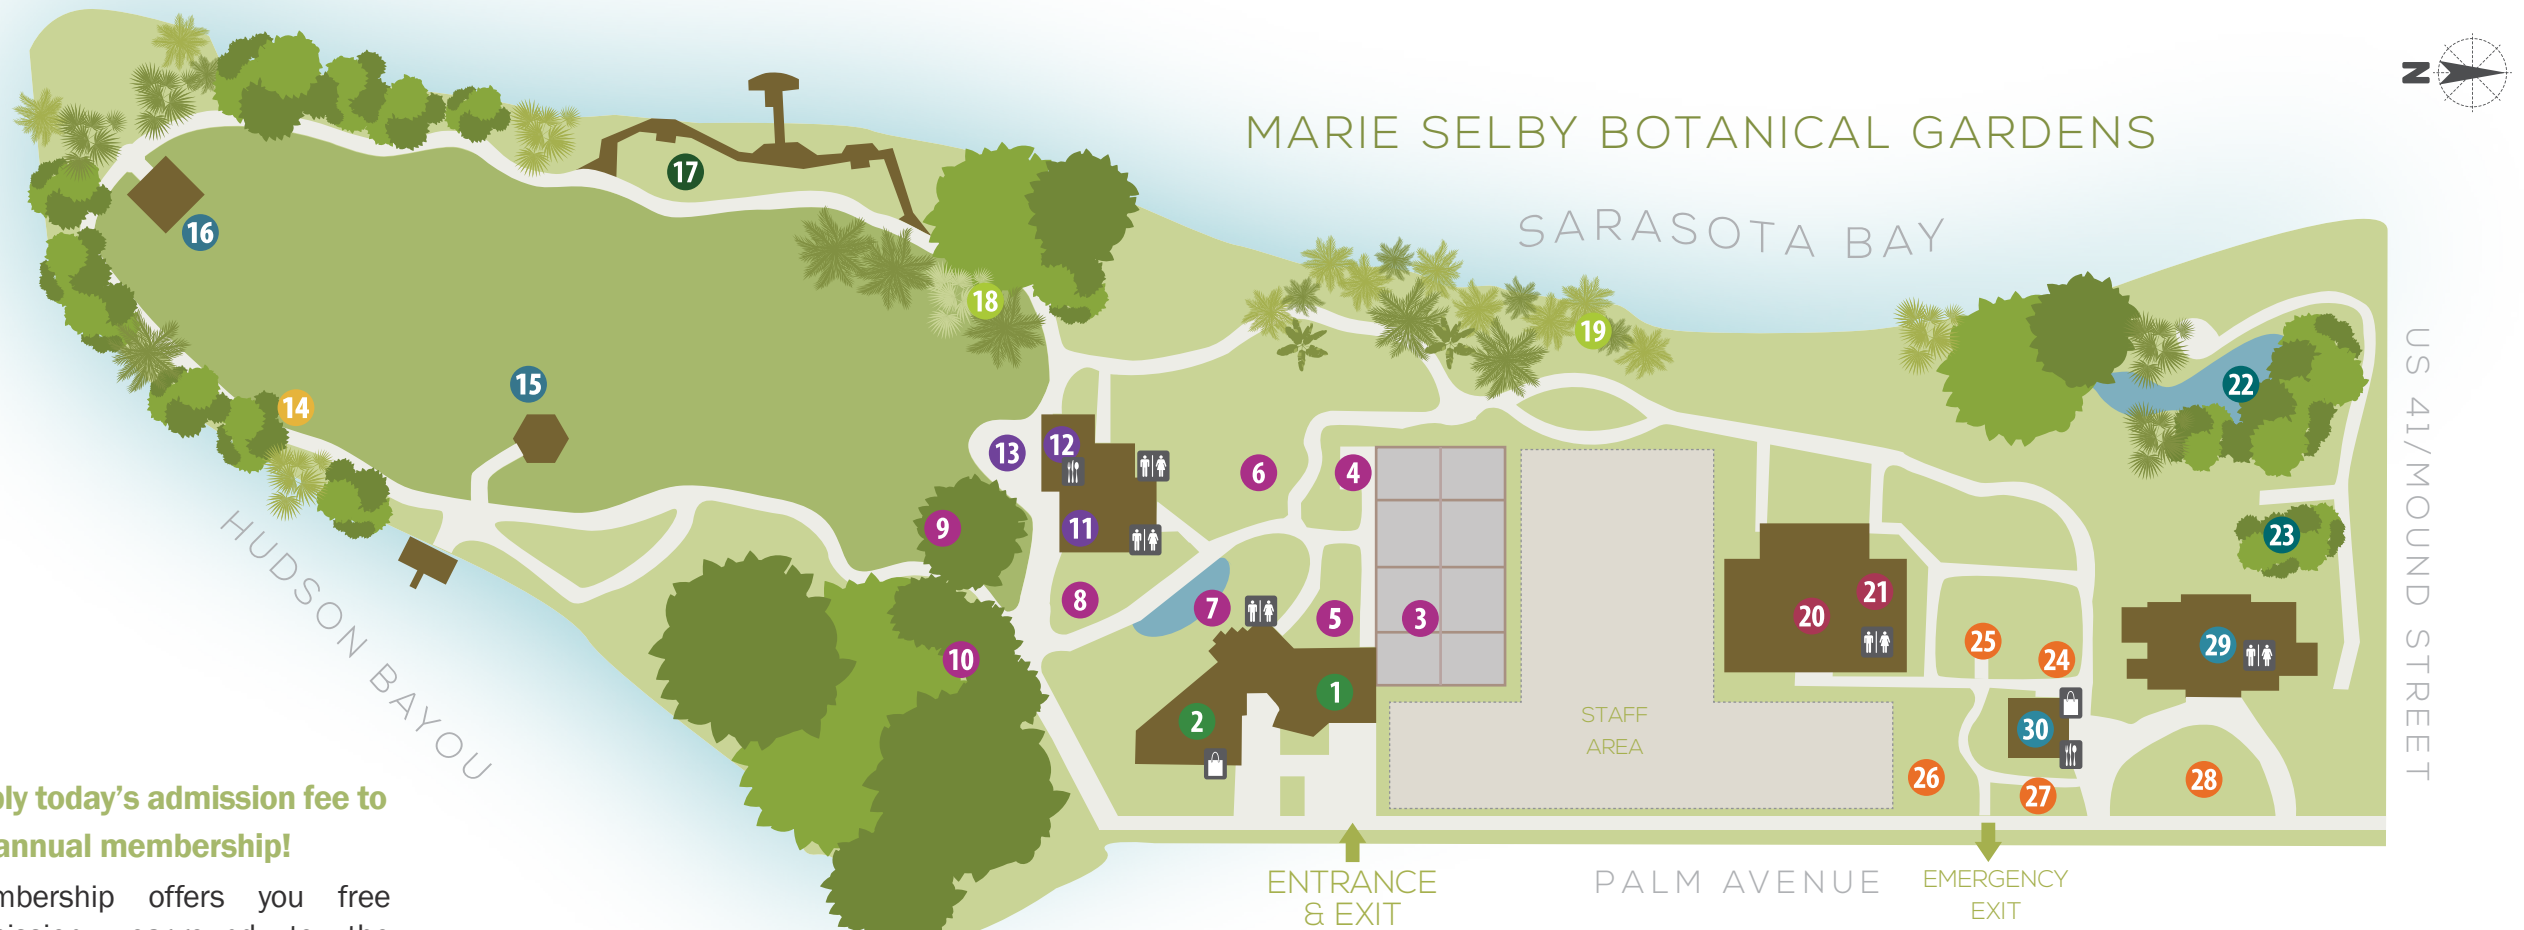 N
MARIE SELBY BOTANICAL GARDENS
SARASOTA BAY
17
16
18
19
15
14
22
US 41/MOUND STREET
13
12
6
4
9
11
23
8
7
5
3
20
21
25
24
29
10
1
2
30
HUDSON BAYOU
STAFF
AREA
26
27
28
today's admission fee to
annual membership!
offers you free
ENTRANCE
& EXIT
PALM AVENUE
EMERGENCY
EXIT